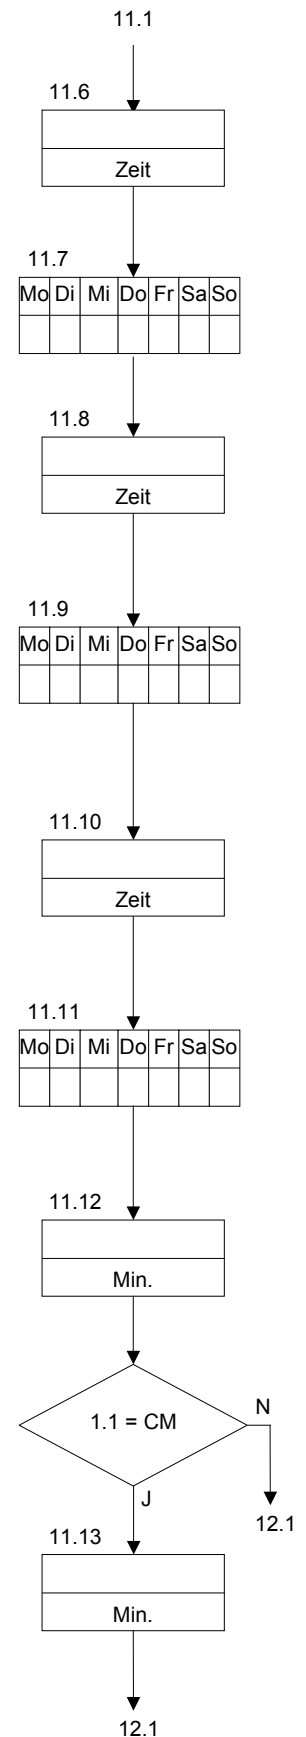 11.1
11.6
Zeit
11.7
Mo Di Mi Do Fr Sa So
11.8
Zeit
11.9
Mo Di Mi Do Fr Sa So
11.10
Zeit
11.11
Mo Di Mi Do Fr Sa So
11.12
Min.
1.1 = CM
N
J
12.1
11.13
Min.
12.1